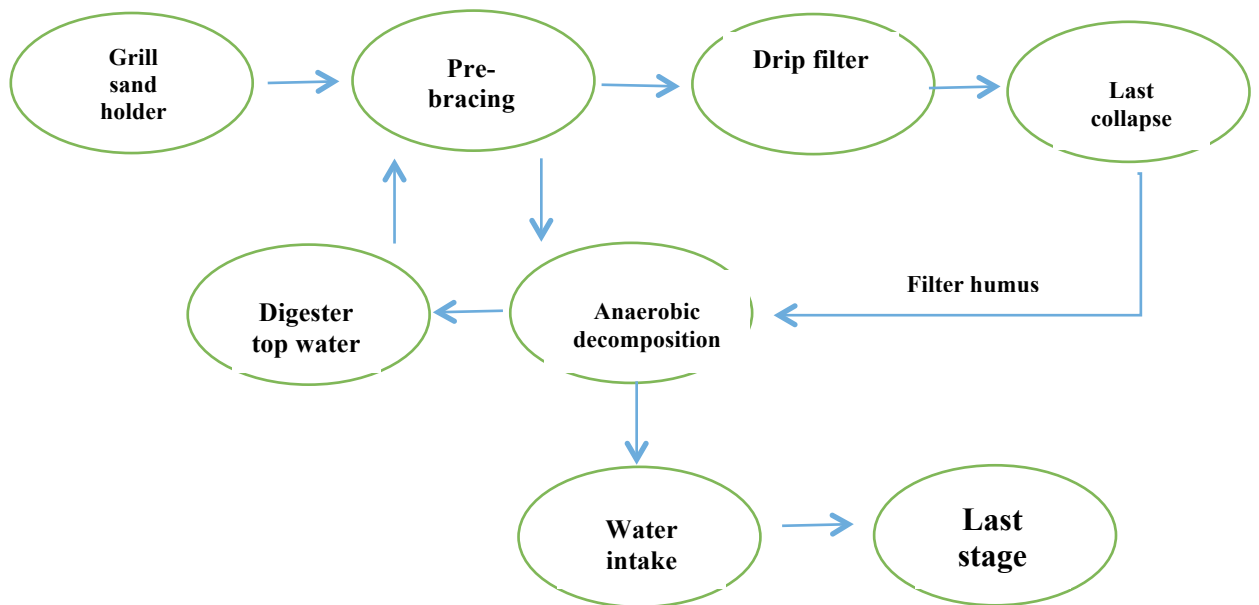 Grill
sand
holder
Pre-
bracing
Drip filter
Last
collapse
Filter humus
Digester
top water
Anaerobic
decomposition
Water
intake
Last
stage